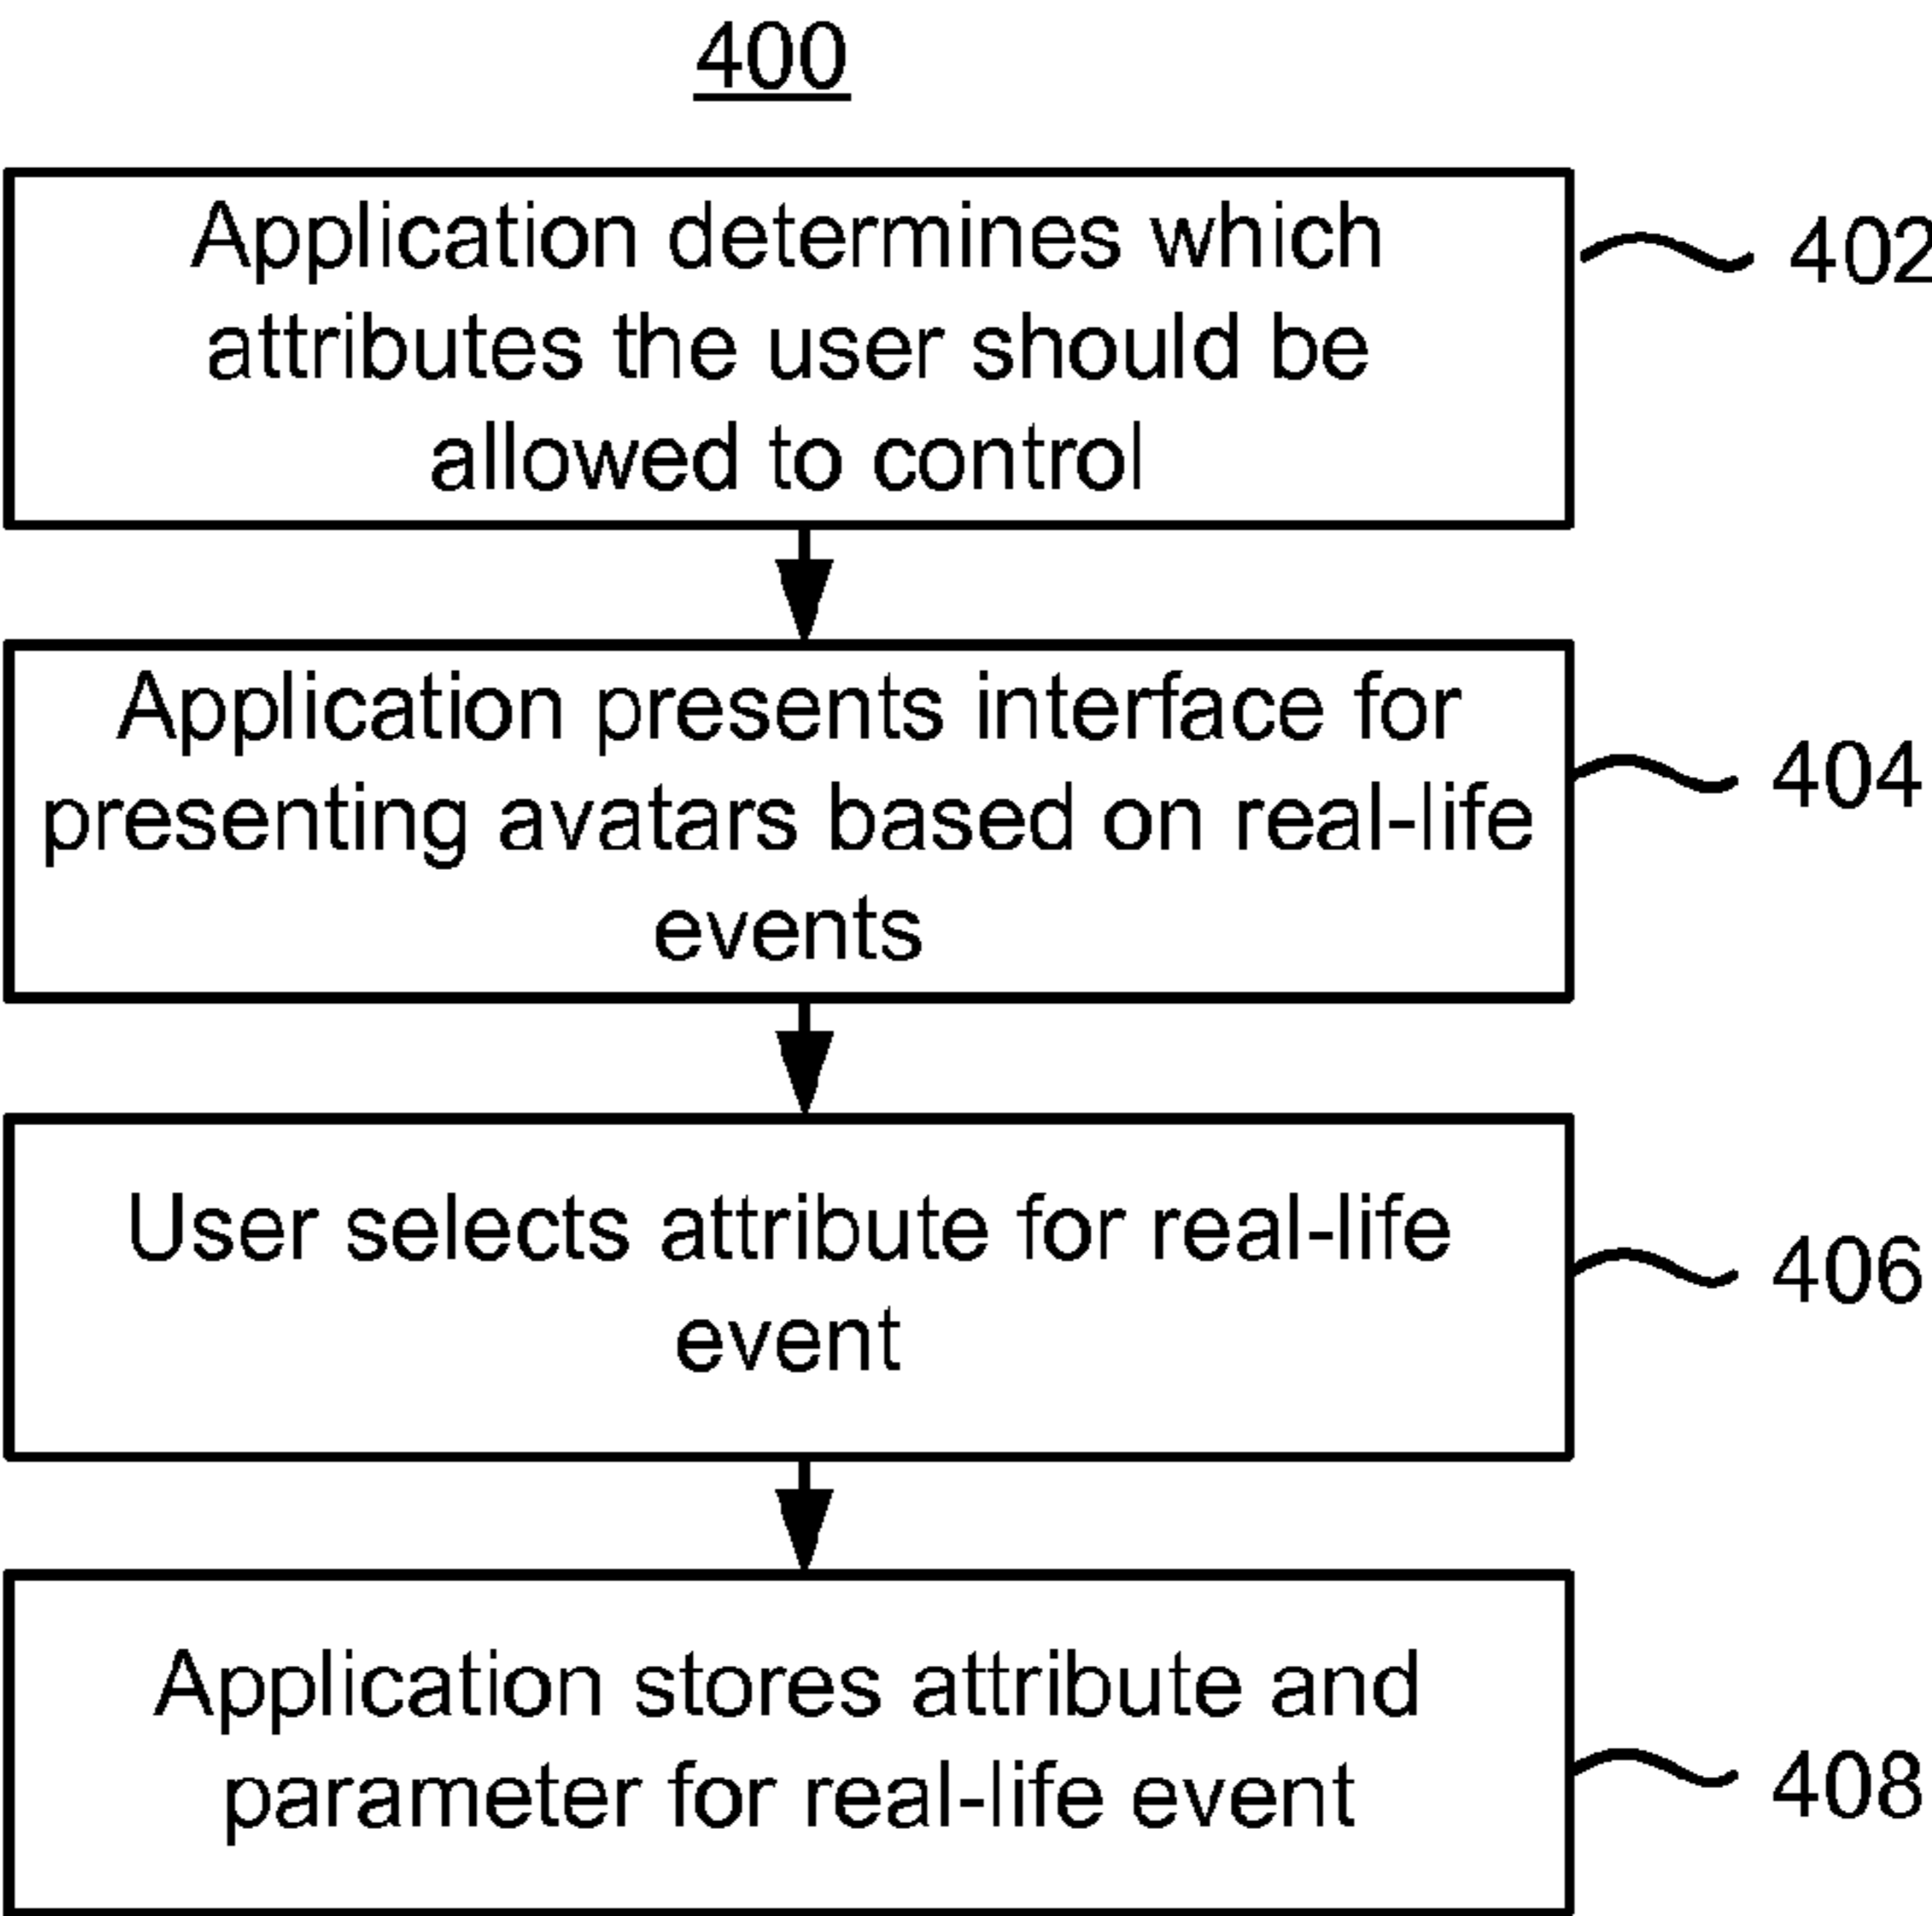 400
Application determines which
attributes the user should be
allowed to control
402
Application presents interface for
presenting avatars based on real-life
events
404
User selects attribute for real-life
event
406
Application stores attribute and
parameter for real-life event
408